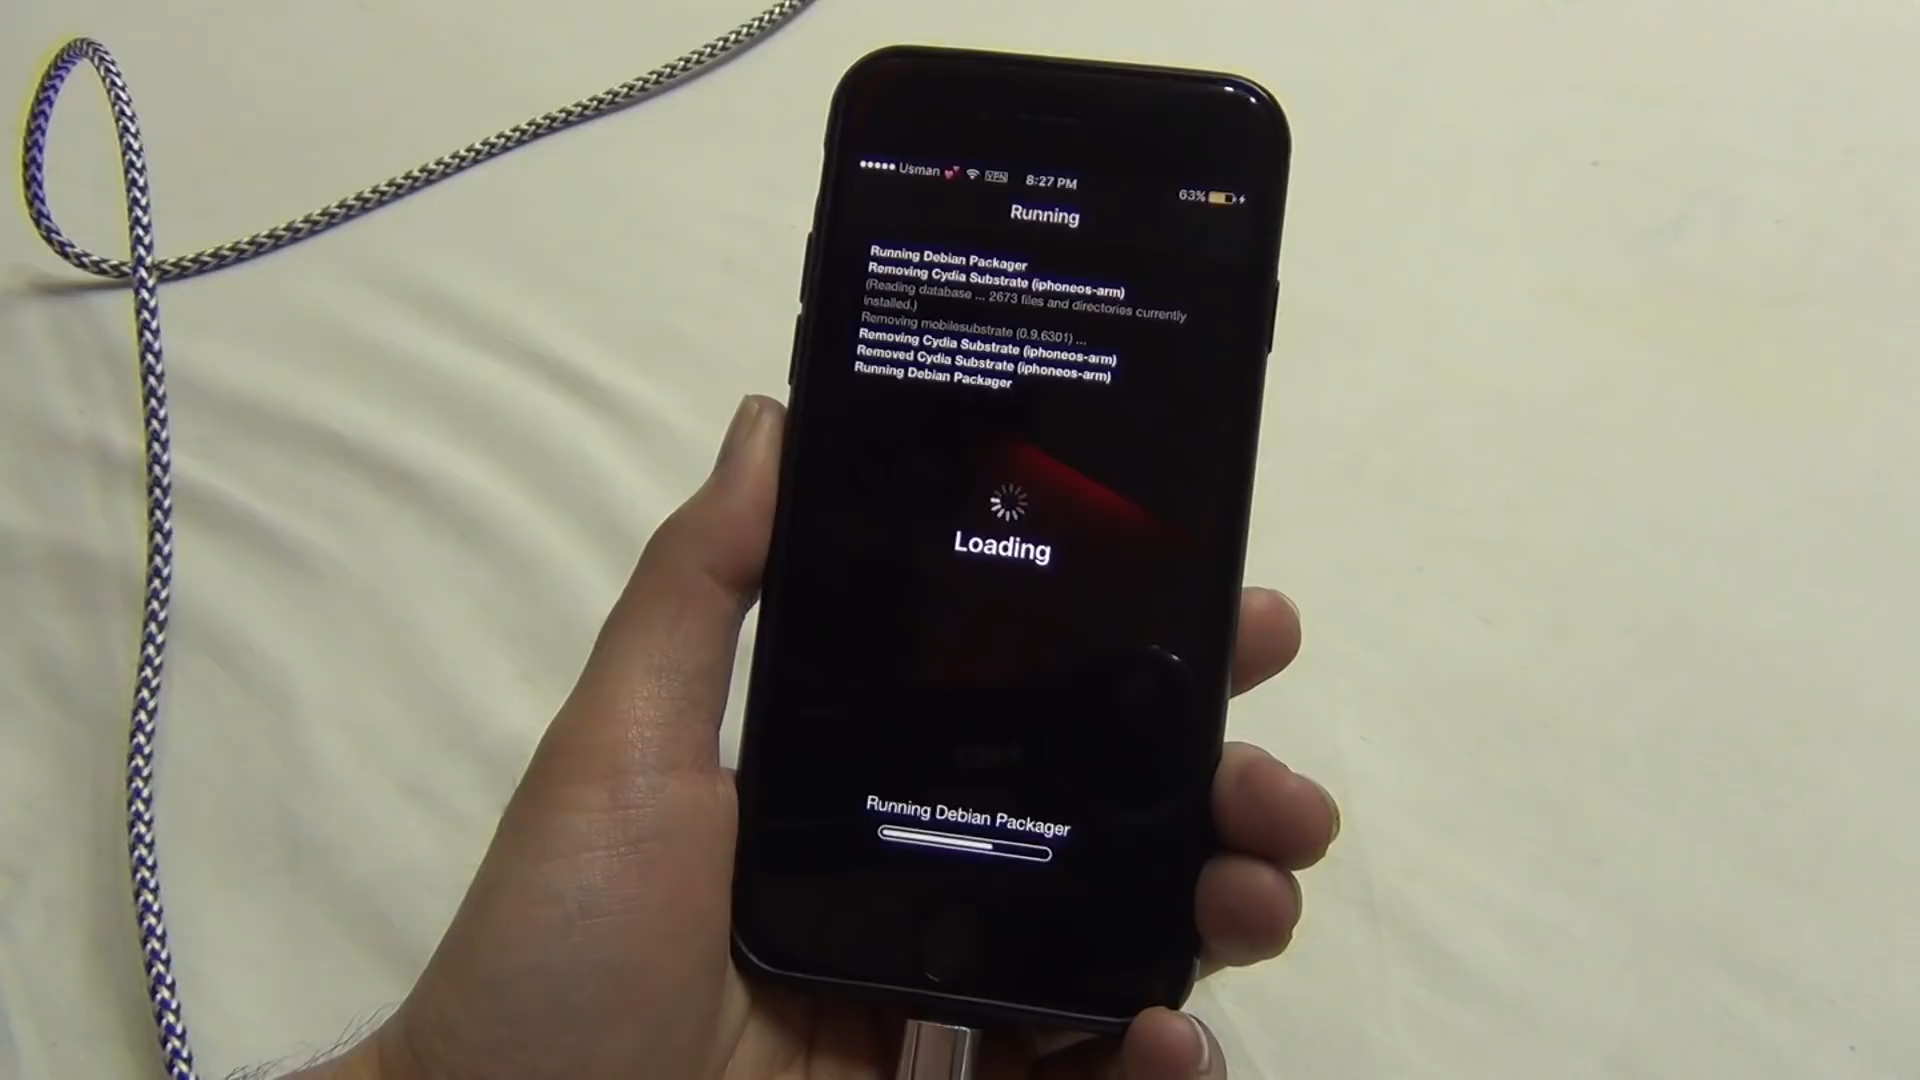 Usman 💕 VPN 8:27 PM 63%
Running
Running Debian Packager
Removing Cydia Substrate (iphoneos-arm)
(Reading database ... 2673 files and directories currently
installed.)
Removing mobilesubstrate (0.9.6301) ...
Removing Cydia Substrate (iphoneos-arm)
Removed Cydia Substrate (iphoneos-arm)
Running Debian Packager
Loading
Running Debian Packager